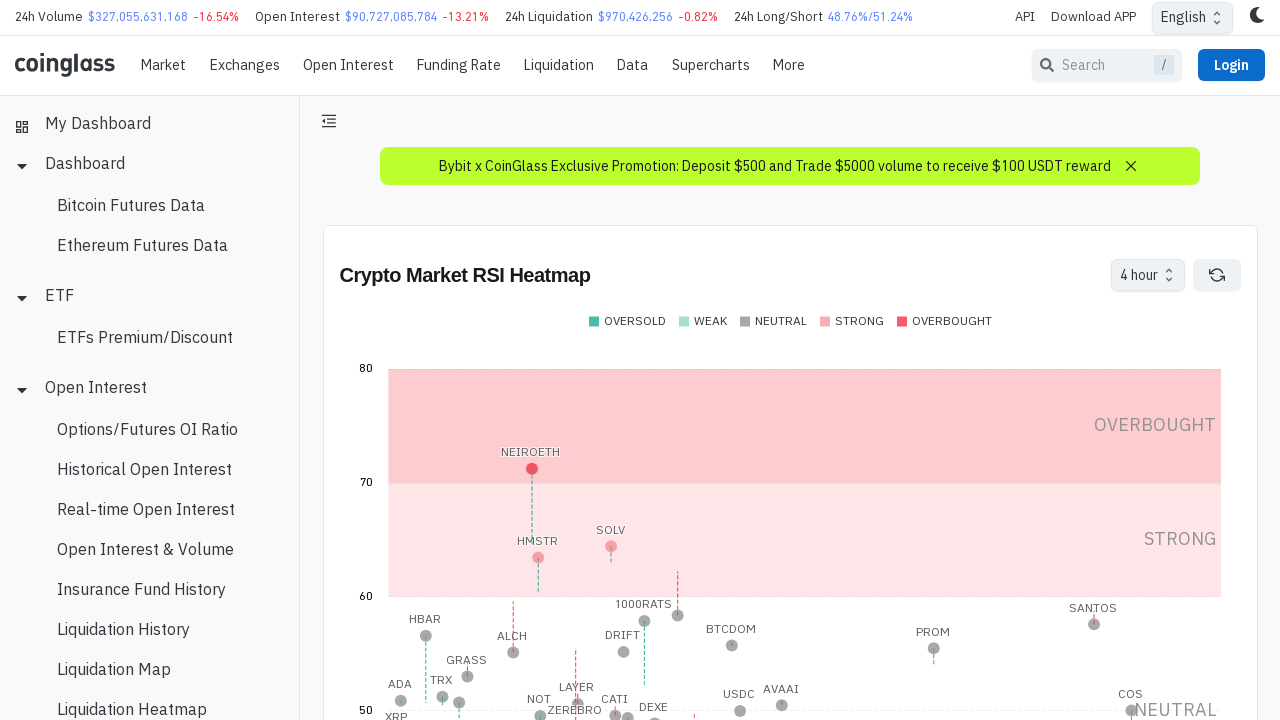 24h Volume $327,055,631,168 -16.54% Open Interest $90,727,085,784 -13.21% 24h Liquidation $970,426,256 -0.82% 24h Long/Short 48.76%/51.24% API Download APP English
coinglass Market Exchanges Open Interest Funding Rate Liquidation Data Supercharts More Search / Login
My Dashboard
Dashboard
Bitcoin Futures Data
Ethereum Futures Data
ETF
ETFs Premium/Discount
Open Interest
Options/Futures OI Ratio
Historical Open Interest
Real-time Open Interest
Open Interest & Volume
Insurance Fund History
Liquidation History
Liquidation Map
Liquidation Heatmap
Bybit x CoinGlass Exclusive Promotion: Deposit $500 and Trade $5000 volume to receive $100 USDT reward
Crypto Market RSI Heatmap 4 hour
OVERSOLD WEAK NEUTRAL STRONG OVERBOUGHT
80
OVERBOUGHT
NEIROETH
70
SOLV
STRONG
HMSTR
60
1000RATS SANTOS
HBAR
BTCDOM PROM
ALCH DRIFT
GRASS
TRX
ADA
LAYER AVAAI
USDC COS
NOT CATI
DEXE
ZEREBRO
50 NEUTRAL
XRP